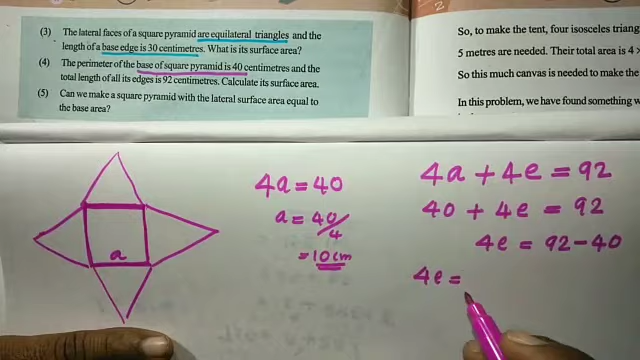 (3) The lateral faces of a square pyramid are equilateral triangles and the
length of a base edge is 30 centimetres. What is its surface area?
(4) The perimeter of the base of square pyramid is 40 centimetres and the
total length of all its edges is 92 centimetres. Calculate its surface area.
(5) Can we make a square pyramid with the lateral surface area equal to
the base area?
So, to make the tent, four isosceles triangles
5 metres are needed. Their total area is 4 ×
So this much canvas is needed to make the
In this problem, we have found something
a
4a = 40
a = 40/4
= 10cm
4a + 4e = 92
40 + 4e = 92
4e = 92 - 40
4e =